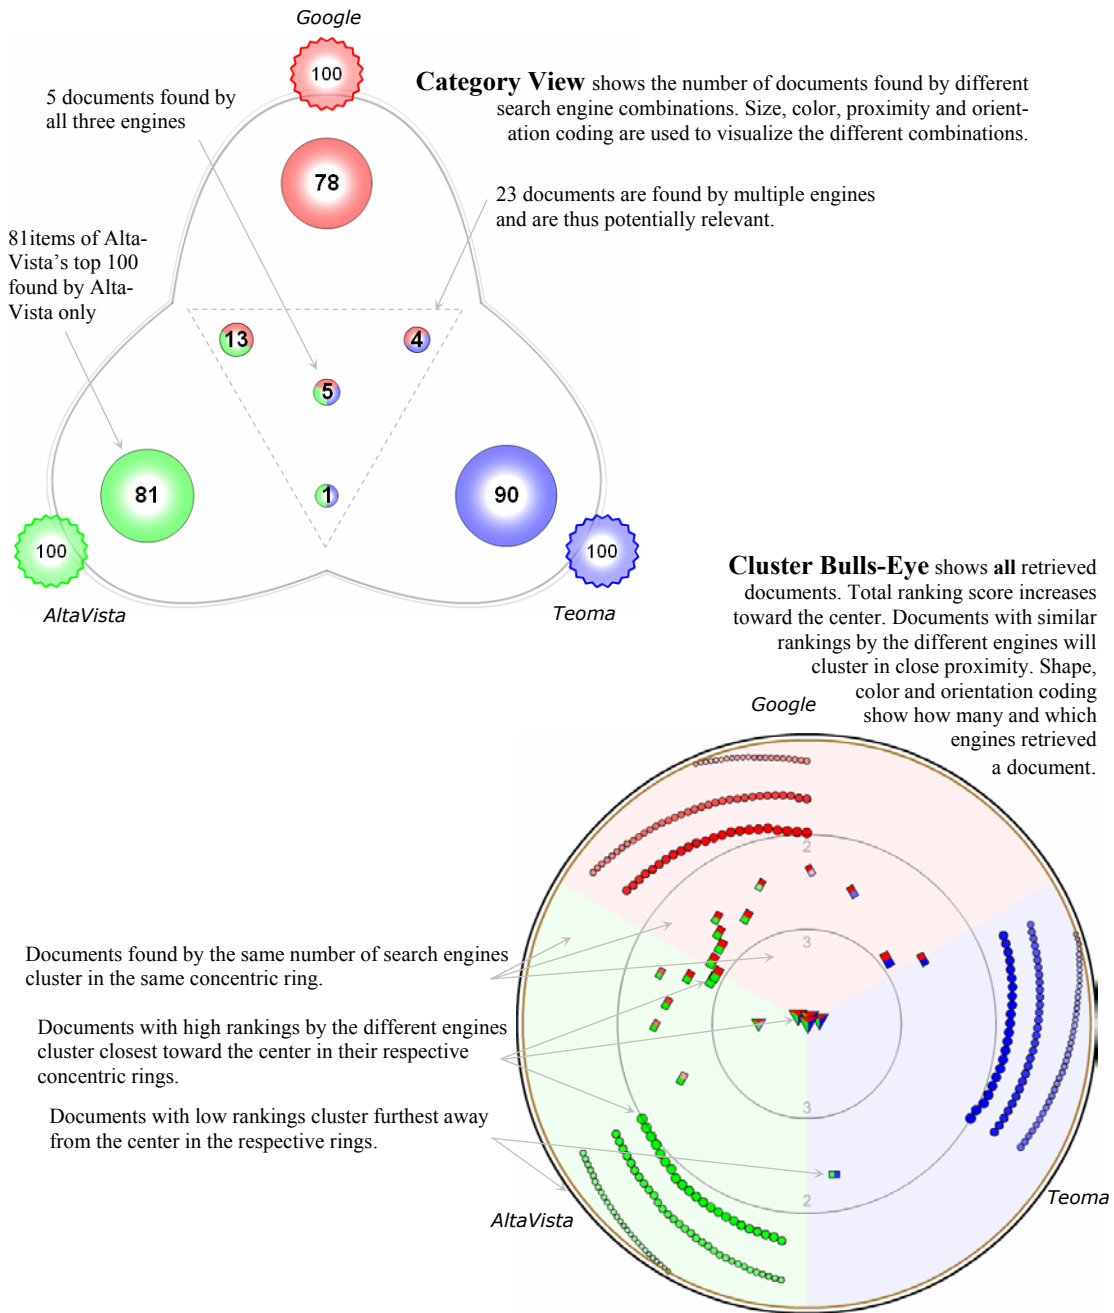 Google
100
Category View shows the number of documents found by different
search engine combinations. Size, color, proximity and orient-
ation coding are used to visualize the different combinations.
5 documents found by
all three engines
78
23 documents are found by multiple engines
and are thus potentially relevant.
81items of Alta-
Vista's top 100
found by Alta-
Vista only
13
4
5
81
1
90
100
100
AltaVista
Teoma
Cluster Bulls-Eye shows all retrieved
documents. Total ranking score increases
toward the center. Documents with similar
rankings by the different engines will
cluster in close proximity. Shape,
color and orientation coding
show how many and which
engines retrieved
a document.
Google
2
3
Documents found by the same number of search engines
cluster in the same concentric ring.
Documents with high rankings by the different engines
cluster closest toward the center in their respective
concentric rings.
Documents with low rankings cluster furthest away
from the center in the respective rings.
3
2
AltaVista
Teoma